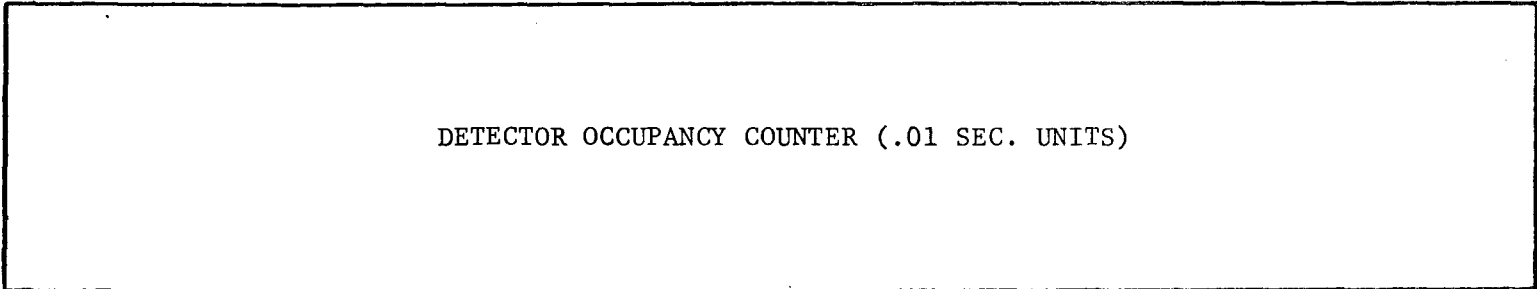 DETECTOR OCCUPANCY COUNTER (.01 SEC. UNITS)